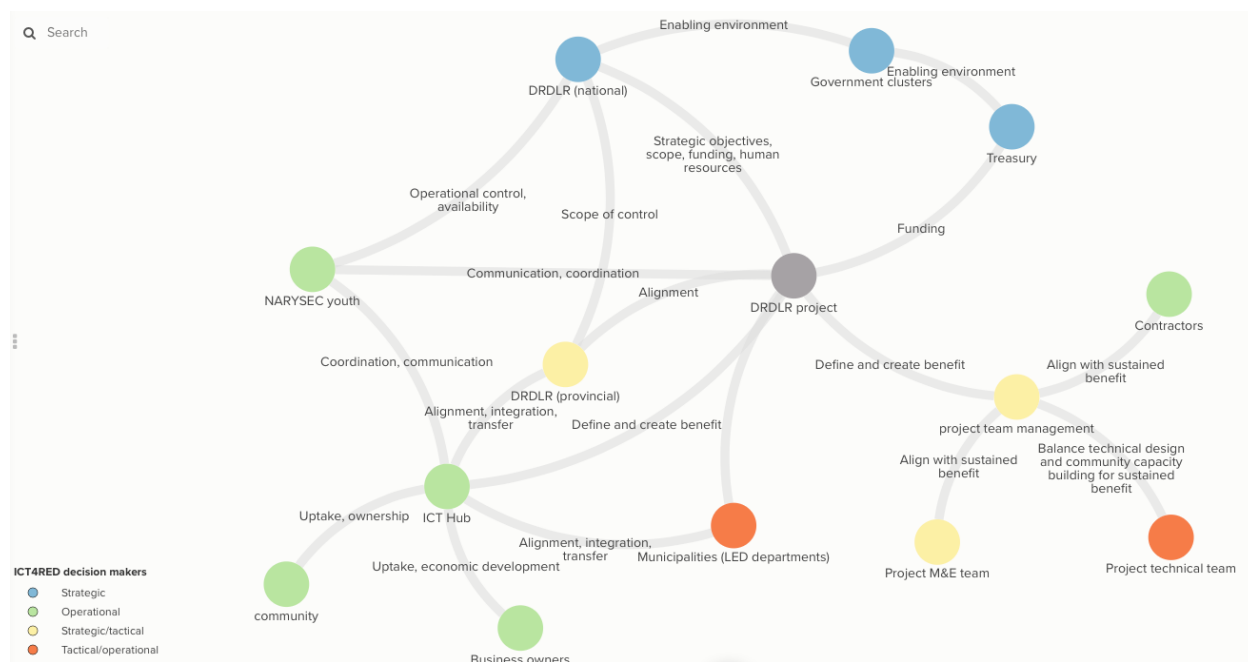 Search
Enabling environment
DRDLR (national)
Government clusters
Enabling environment
Treasury
Strategic objectives,
scope, funding, human
resources
Operational control,
availability
Scope of control
Funding
Communication, coordination
NARYSEC youth
Alignment
DRDLR project
Contractors
Coordination, communication
Define and create benefit
Align with sustained
benefit
DRDLR (provincial)
Alignment, integration,
transfer
Define and create benefit
project team management
Align with sustained
benefit
Balance technical design
and community capacity
building for sustained
benefit
Uptake, ownership
ICT Hub
Alignment, integration,
transfer
Municipalities (LED departments)
Uptake, economic development
Project M&E team
Project technical team
community
Business owners
ICT4RED decision makers
Strategic
Operational
Strategic/tactical
Tactical/operational